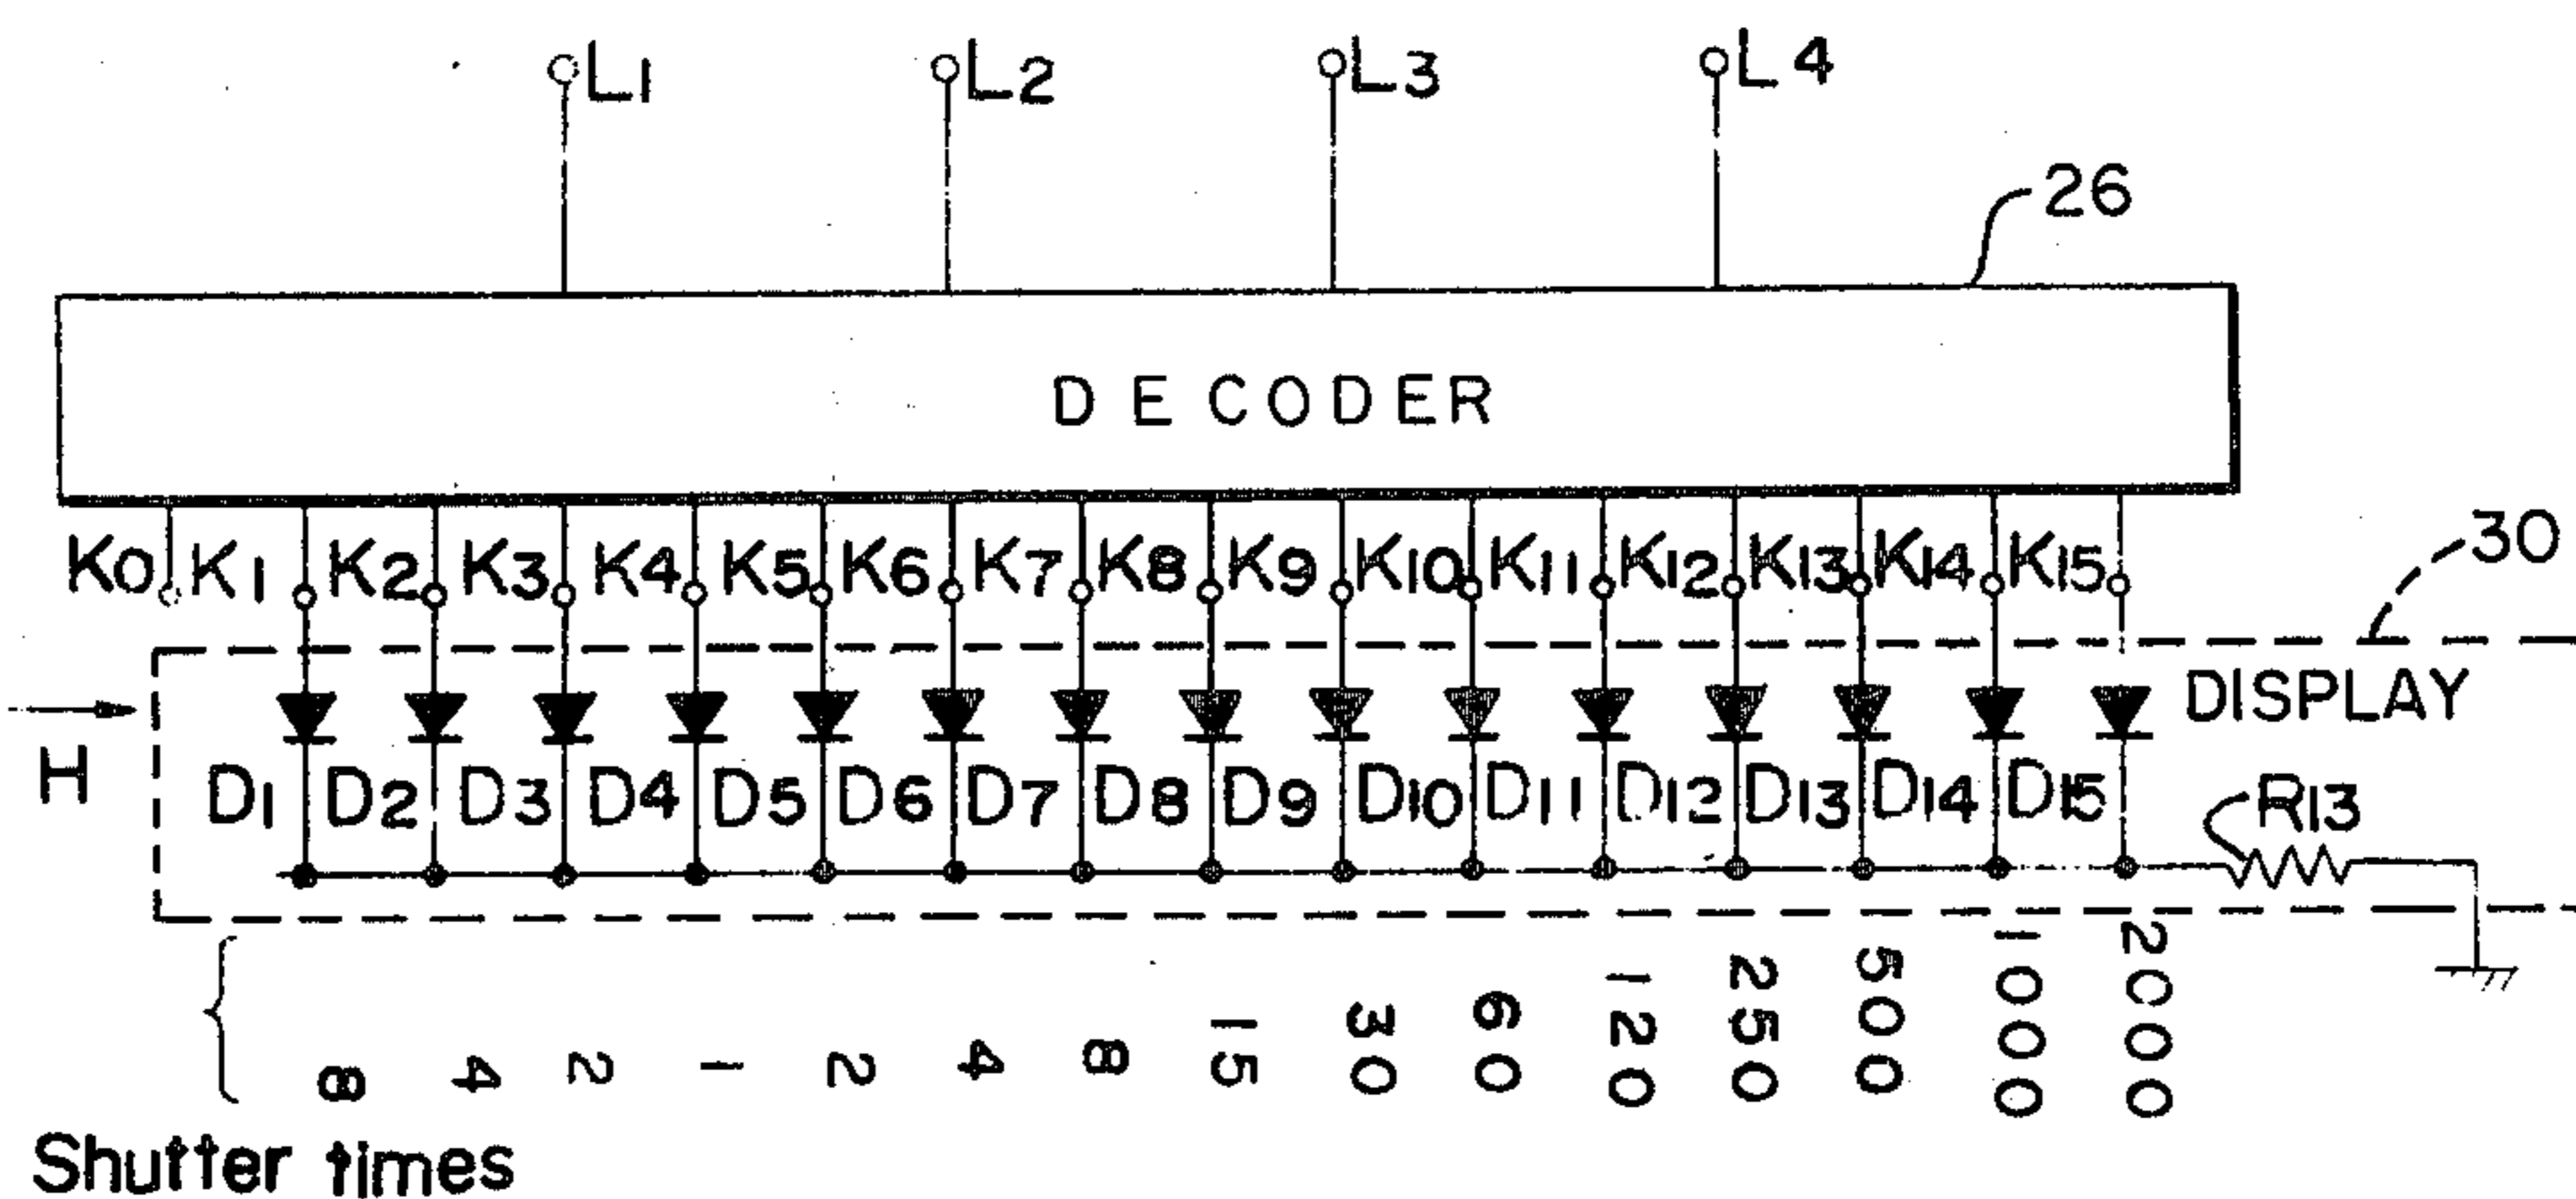 L1 L2 L3 L4
26
DECODER
K0 K1 K2 K3 K4 K5 K6 K7 K8 K9 K10 K11 K12 K13 K14 K15
30
DISPLAY
H
D1 D2 D3 D4 D5 D6 D7 D8 D9 D10 D11 D12 D13 D14 D15
R13
8 4 2 1 2 4 8 15 30 60 120 250 500 1000 2000
Shutter times